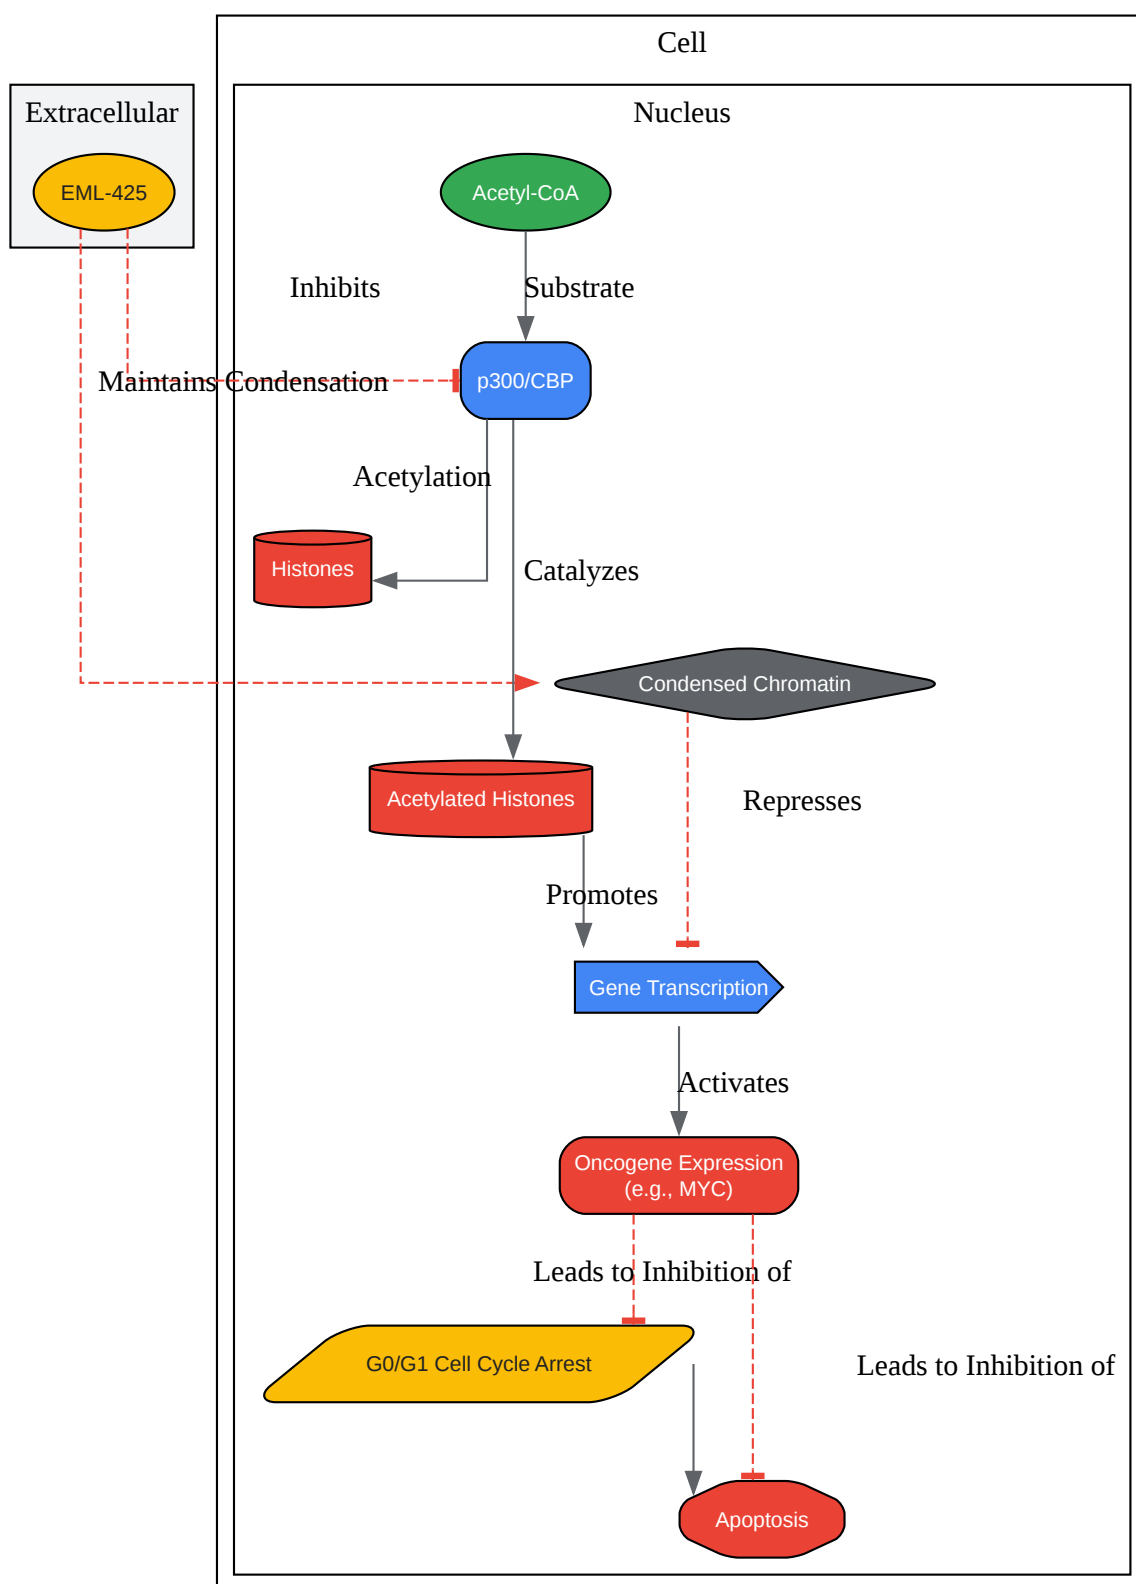 Cell
Extracellular
Nucleus
EML-425
Acetyl-CoA
Inhibits
Substrate
Maintains Condensation
p300/CBP
Acetylation
Histones
Catalyzes
Condensed Chromatin
Acetylated Histones
Represses
Promotes
Gene Transcription
Activates
Oncogene Expression
(e.g., MYC)
Leads to Inhibition of
G0/G1 Cell Cycle Arrest
Leads to Inhibition of
Apoptosis